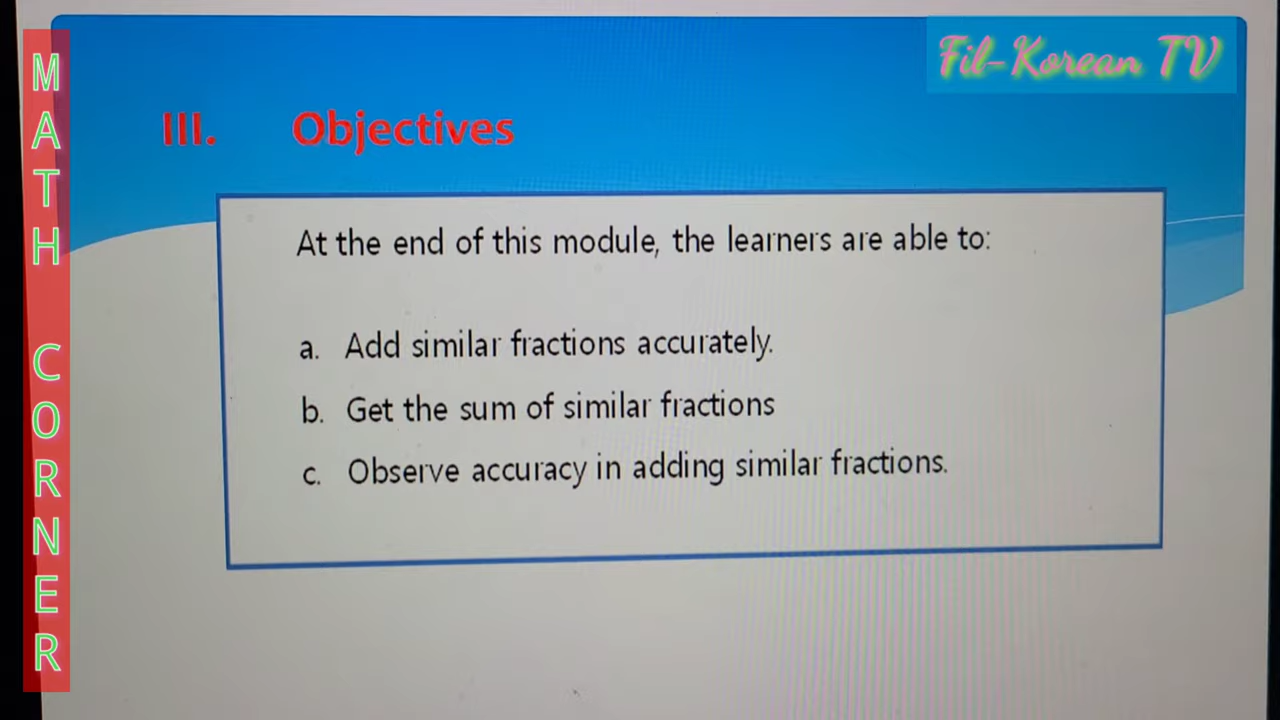 Fil-Korean TV
MATH CORNER
III. Objectives
At the end of this module, the learners are able to:
a. Add similar fractions accurately.
b. Get the sum of similar fractions
c. Observe accuracy in adding similar fractions.